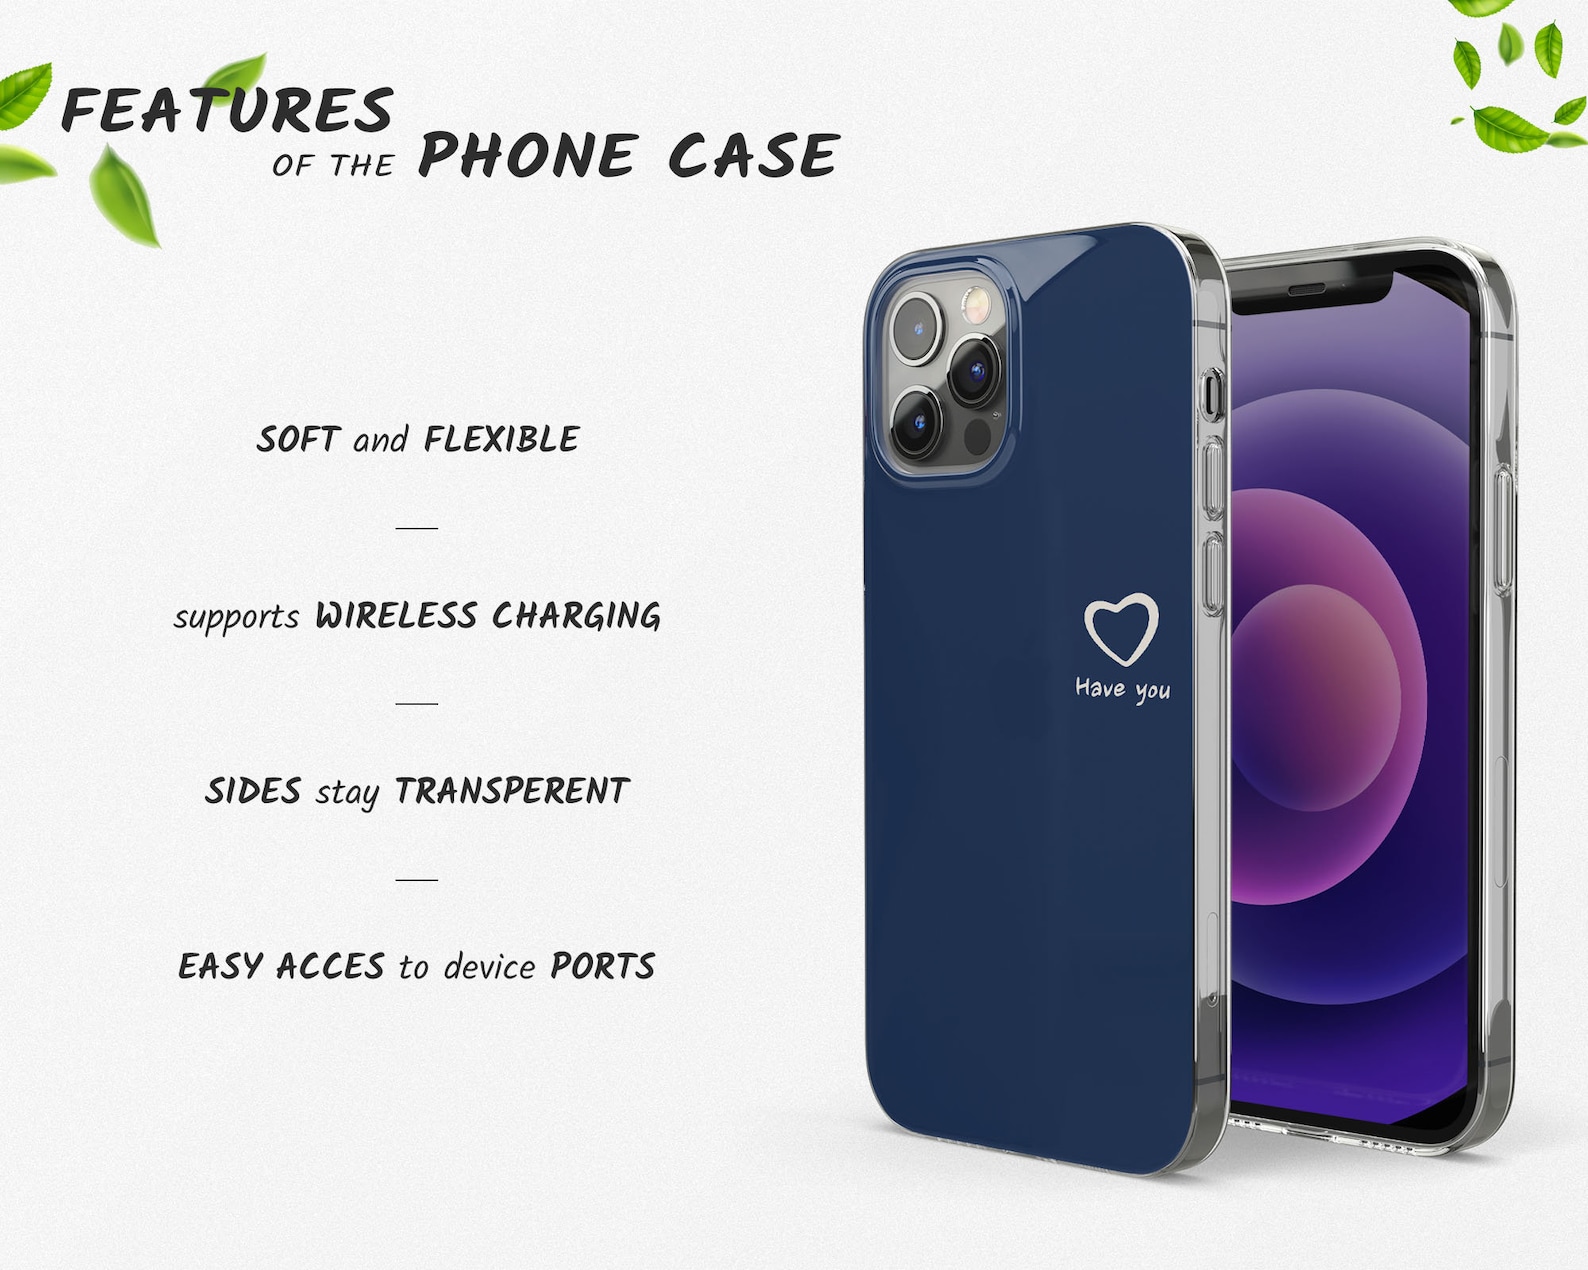 FEATURES
OF THE PHONE CASE
SOFT and FLEXIBLE
supports WIRELESS CHARGING
SIDES stay TRANSPERENT
EASY ACCES to device PORTS
Have you